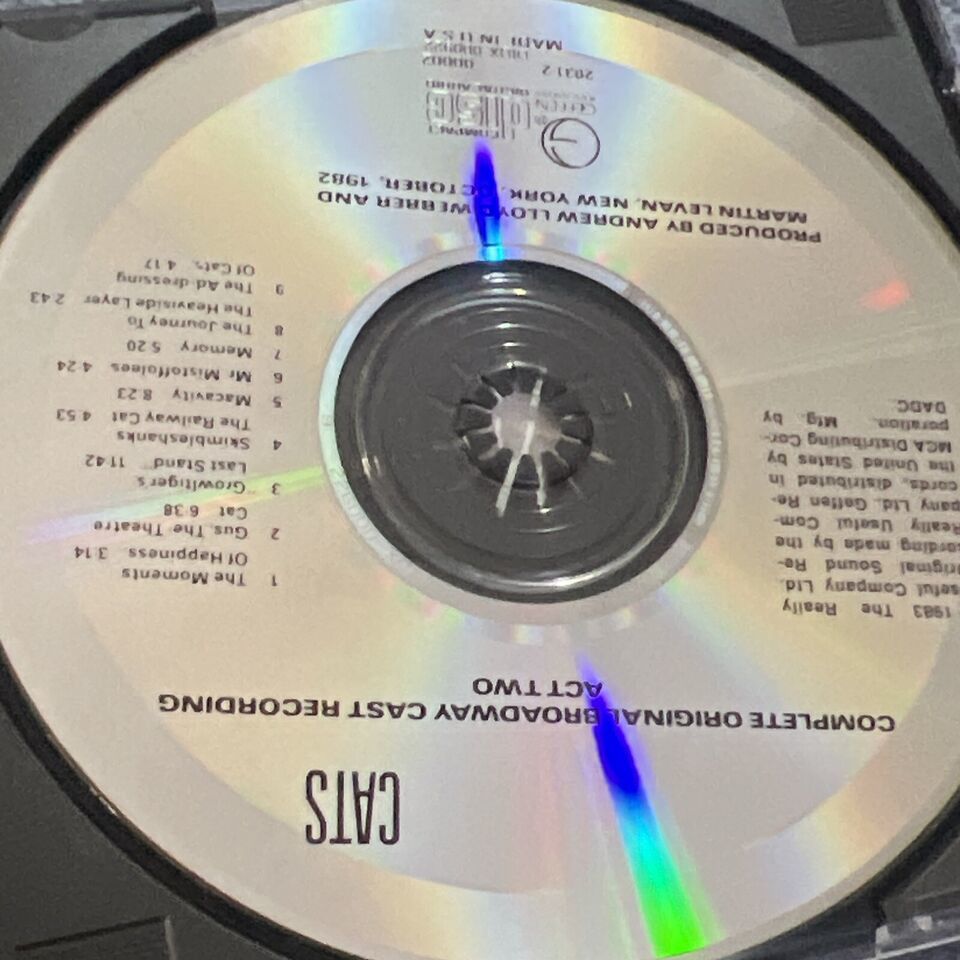 CATS
COMPLETE ORIGINAL BROADWAY CAST RECORDING
ACT TWO
1983 The Really
Useful Company Ltd.
Original Sound Re-
cording made by the
Really Useful Com-
pany Ltd. Geffen Re-
cords, distributed in
the United States by
MCA Distributing Cor-
poration. Mfg. by
DADC.
1 The Moments
Of Happiness 3:14
2 Gus: The Theatre
Cat 6:38
3 "Growltiger's
Last Stand" 11:42
4 Skimbleshanks
The Railway Cat 4:53
5 Macavity 8:23
6 Mr Mistoffolees 4:24
7 Memory 5:20
8 The Journey To
The Heaviside Layer 2:43
9 The Ad-dressing
Of Cats 4:17
PRODUCED BY ANDREW LLOYD WEBBER AND
MARTIN LEVAN, NEW YORK, OCTOBER, 1982
COMPACT
disc
DIGITAL AUDIO
GEFFEN
2031 2
MADE IN U S A